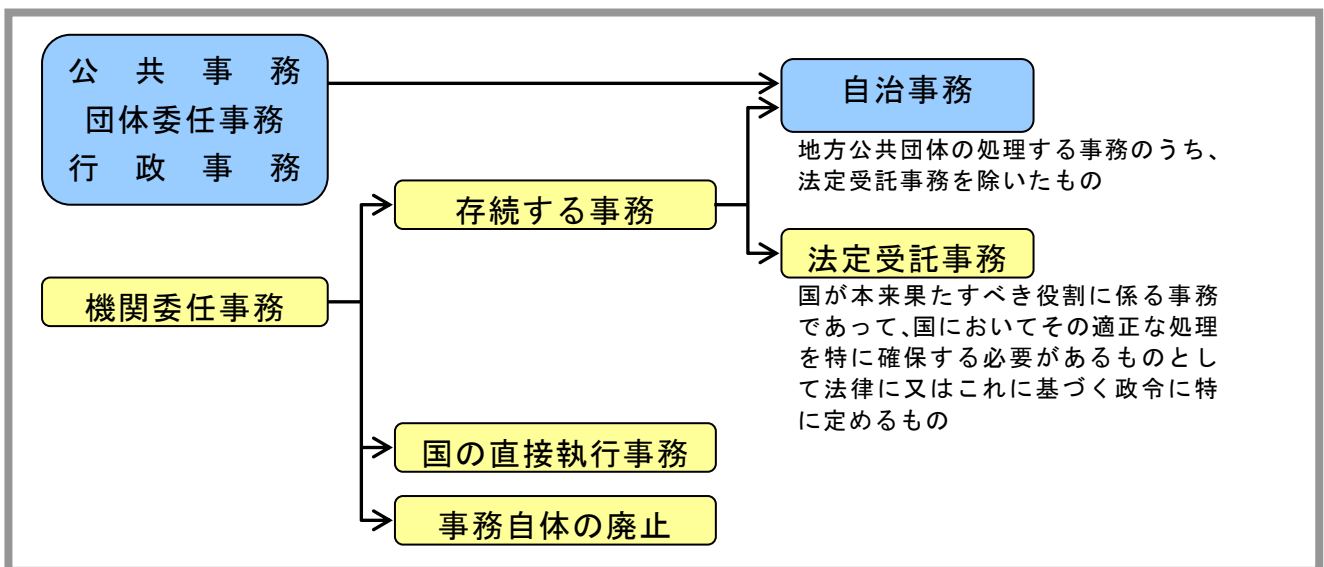 公共事務
団体委任事務
行政事務
自治事務
地方公共団体の処理する事務のうち、
法定受託事務を除いたもの
存続する事務
法定受託事務
国が本来果たすべき役割に係る事務
であって、国においてその適正な処理
を特に確保する必要があるものとし
て法律に又はこれに基づく政令に特
に定めるもの
機関委任事務
国の直接執行事務
事務自体の廃止